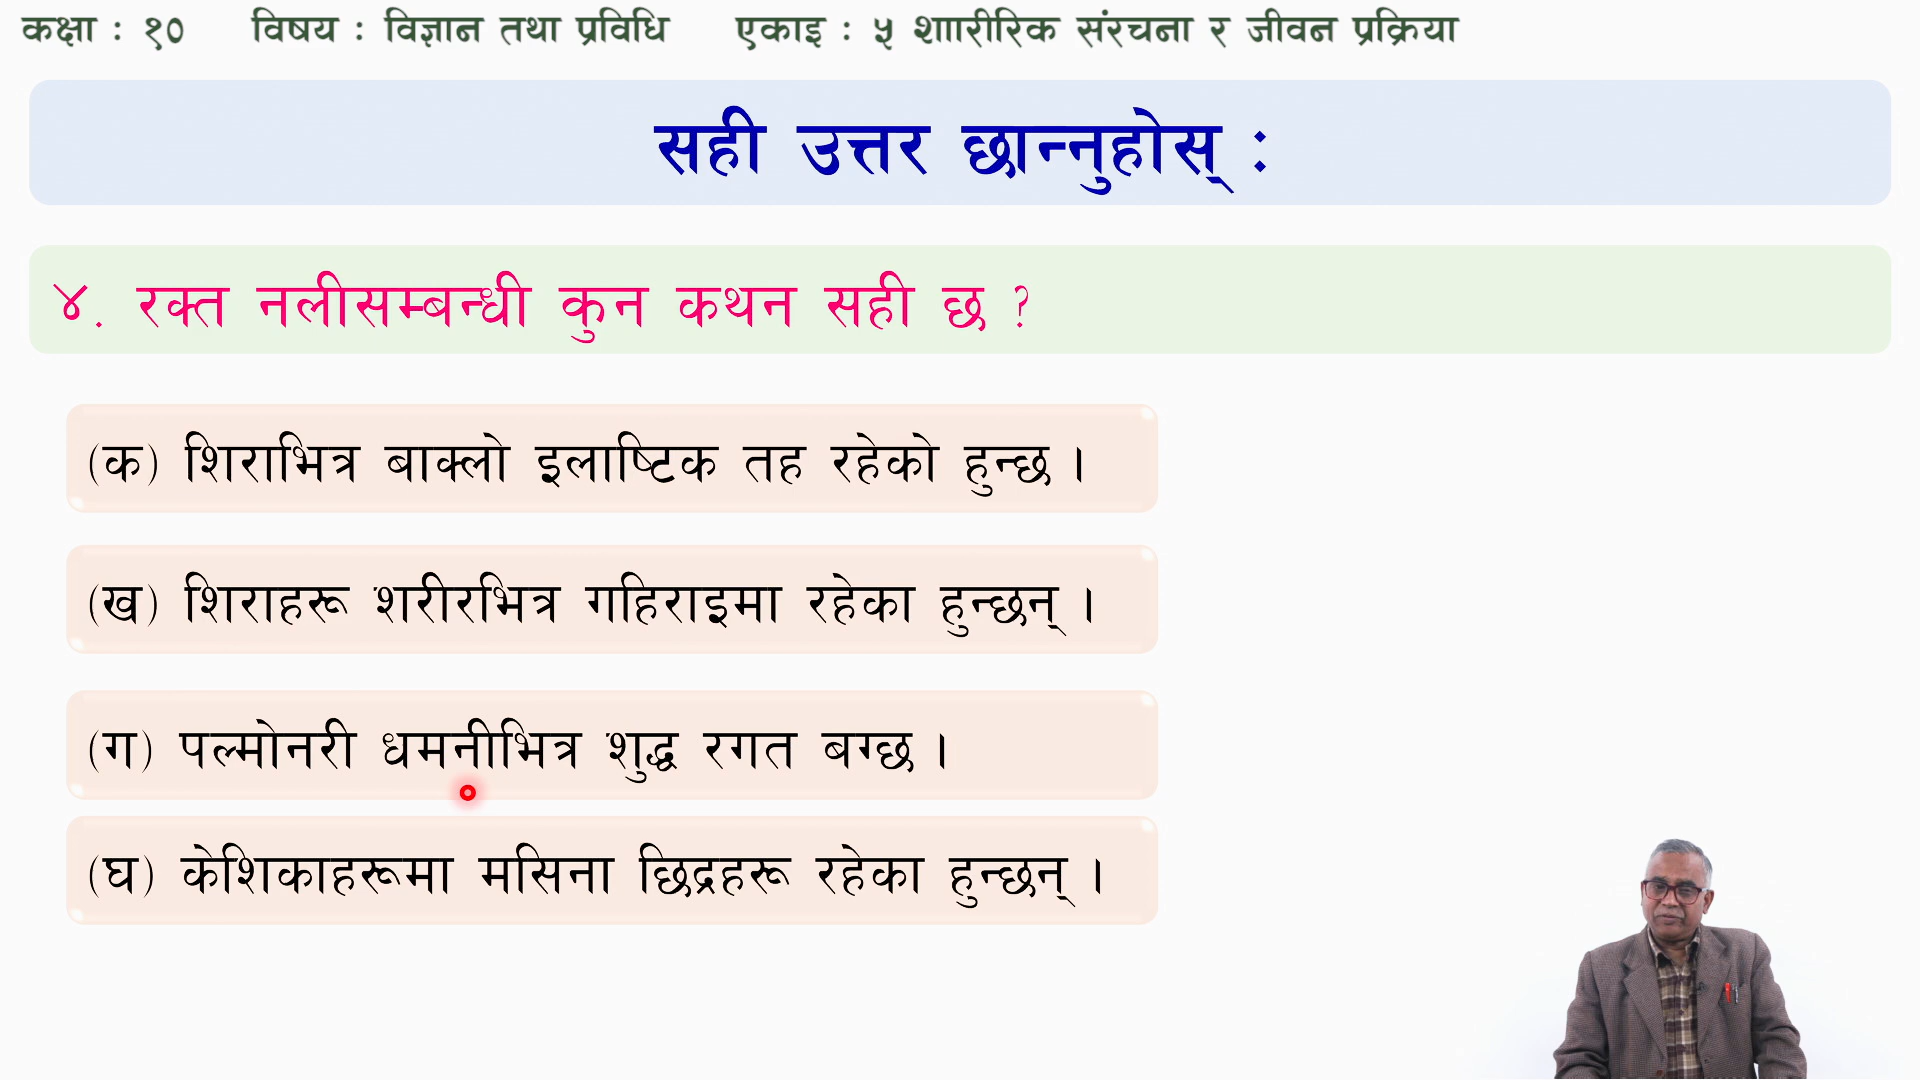 कक्षा : १० विषय : विज्ञान तथा प्रविधि एकाइ : ५ शाारीरिक संरचना र जीवन प्रक्रिया
सही उत्तर छान्नुहोस् :
४. रक्त नलीसम्बन्धी कुन कथन सही छ ?
(क) शिराभित्र बाक्लो इलाष्टिक तह रहेको हुन्छ ।
(ख) शिराहरू शरीरभित्र गहिराइमा रहेका हुन्छन् ।
(ग) पल्मोनरी धमनीभित्र शुद्ध रगत बग्छ ।
(घ) केशिकाहरूमा मसिना छिद्रहरू रहेका हुन्छन् ।